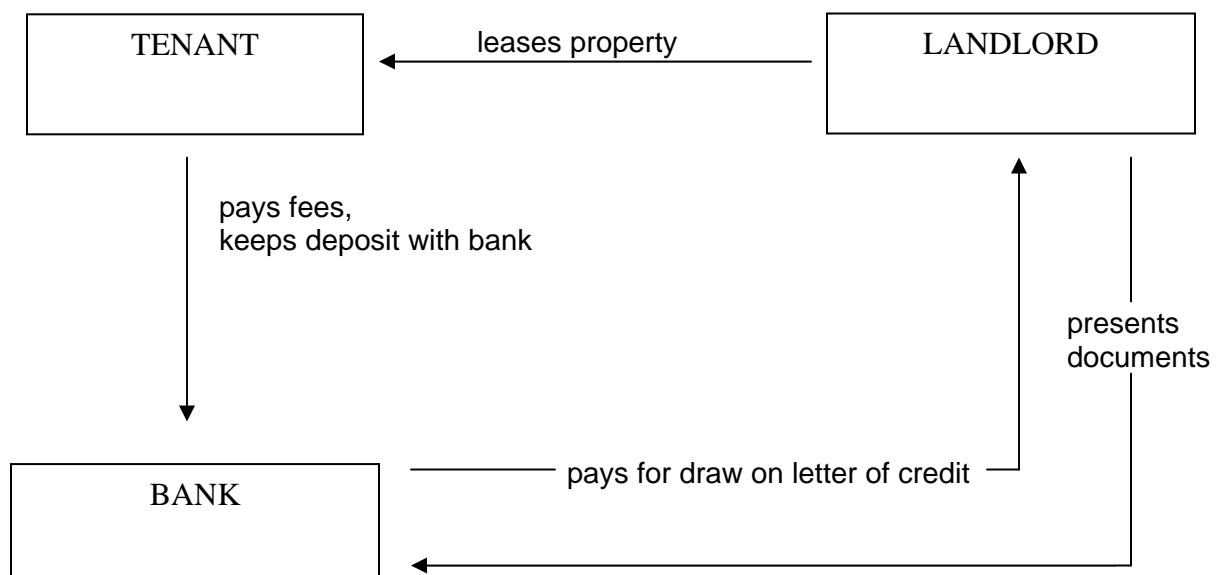 TENANT
leases property
LANDLORD
pays fees,
keeps deposit with bank
presents
documents
pays for draw on letter of credit
BANK